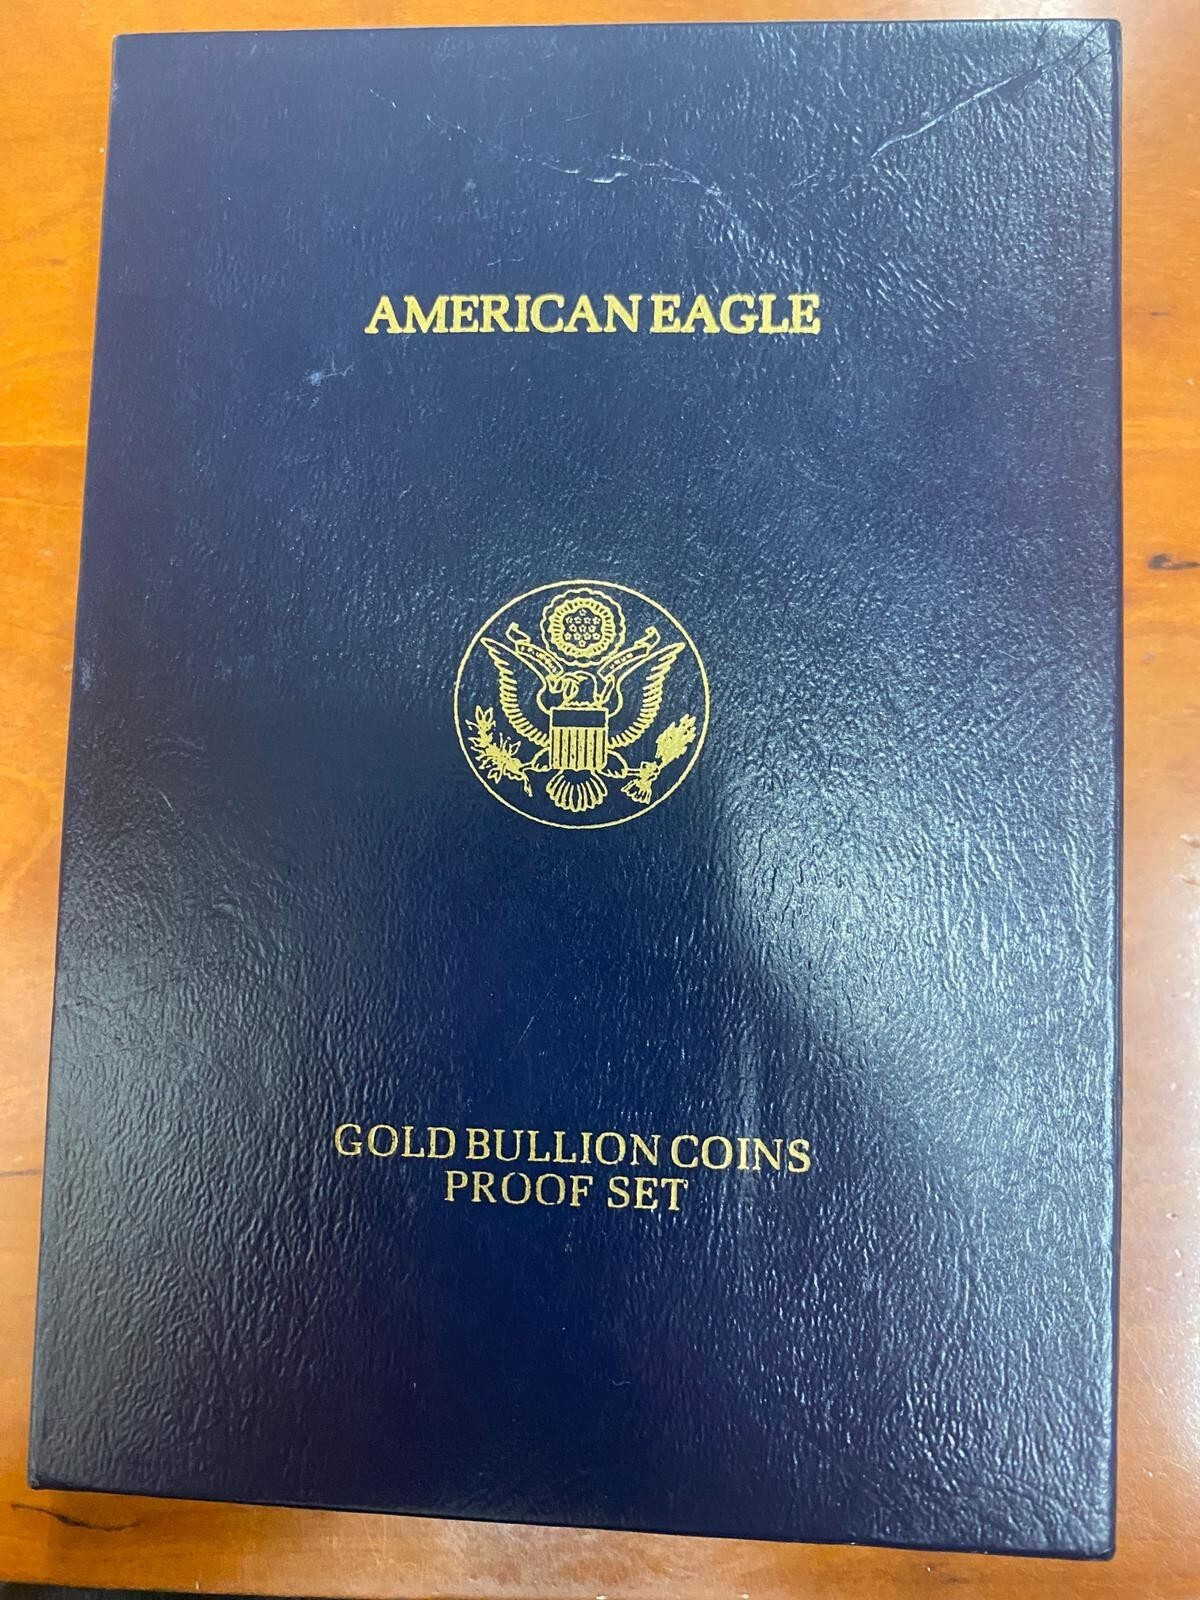 AMERICAN EAGLE
GOLD BULLION COINS
PROOF SET